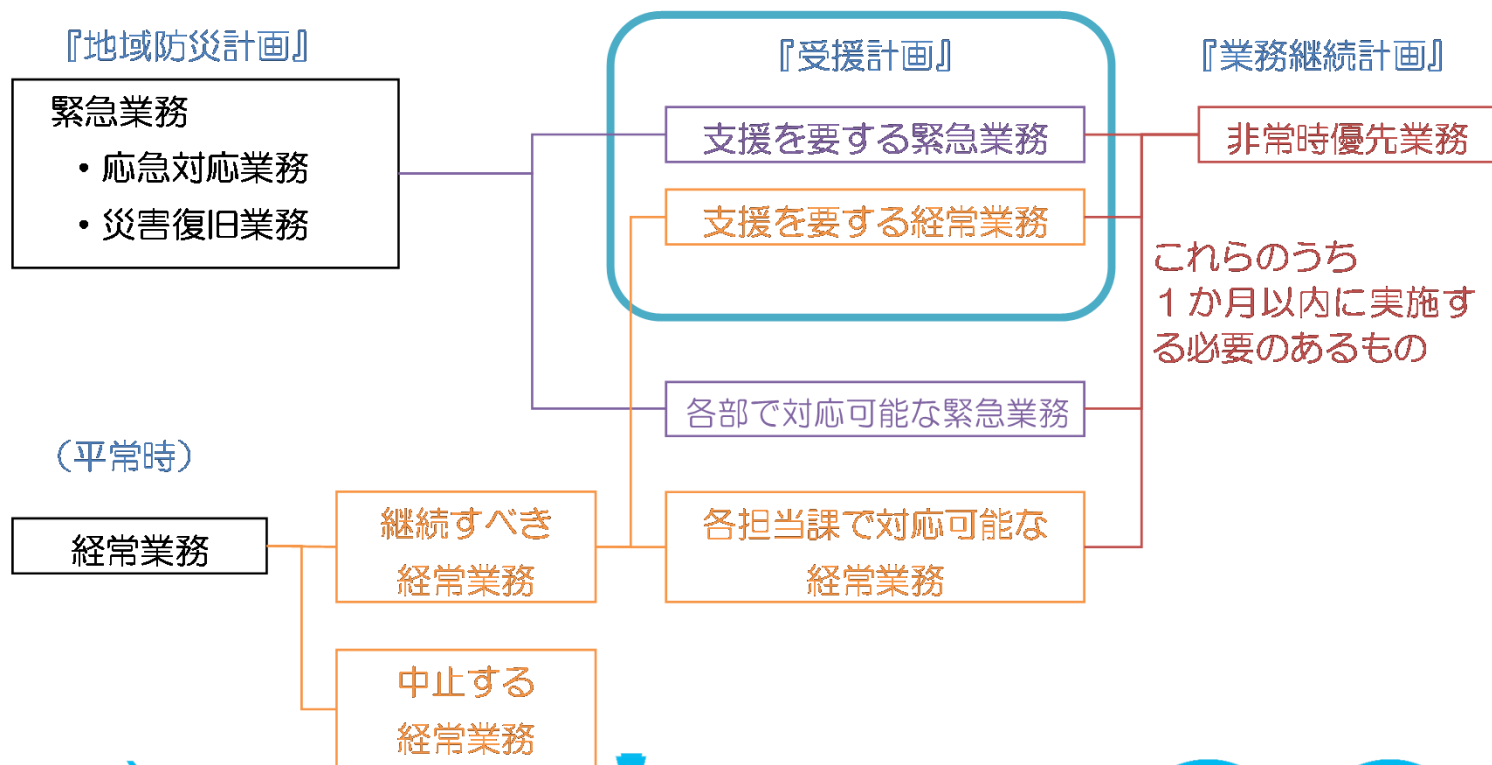 『地域防災計画』
緊急業務
・応急対応業務
・災害復旧業務
『受援計画』
支援を要する緊急業務
支援を要する経常業務
『業務継続計画』
非常時優先業務
これらのうち
１か月以内に実施す
る必要のあるもの
各部で対応可能な緊急業務
（平常時）
経常業務
継続すべき
経常業務
各担当課で対応可能な
経常業務
中止する
経常業務